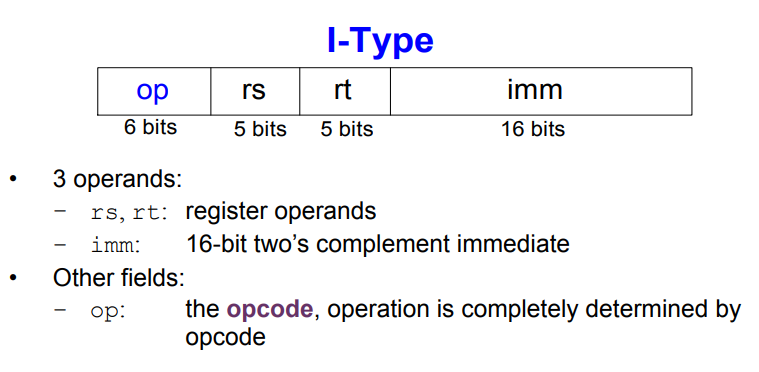 I-Type
op rs rt imm
6 bits 5 bits 5 bits 16 bits
• 3 operands:
– rs, rt: register operands
– imm: 16-bit two’s complement immediate
• Other fields:
– op: the opcode, operation is completely determined by
opcode